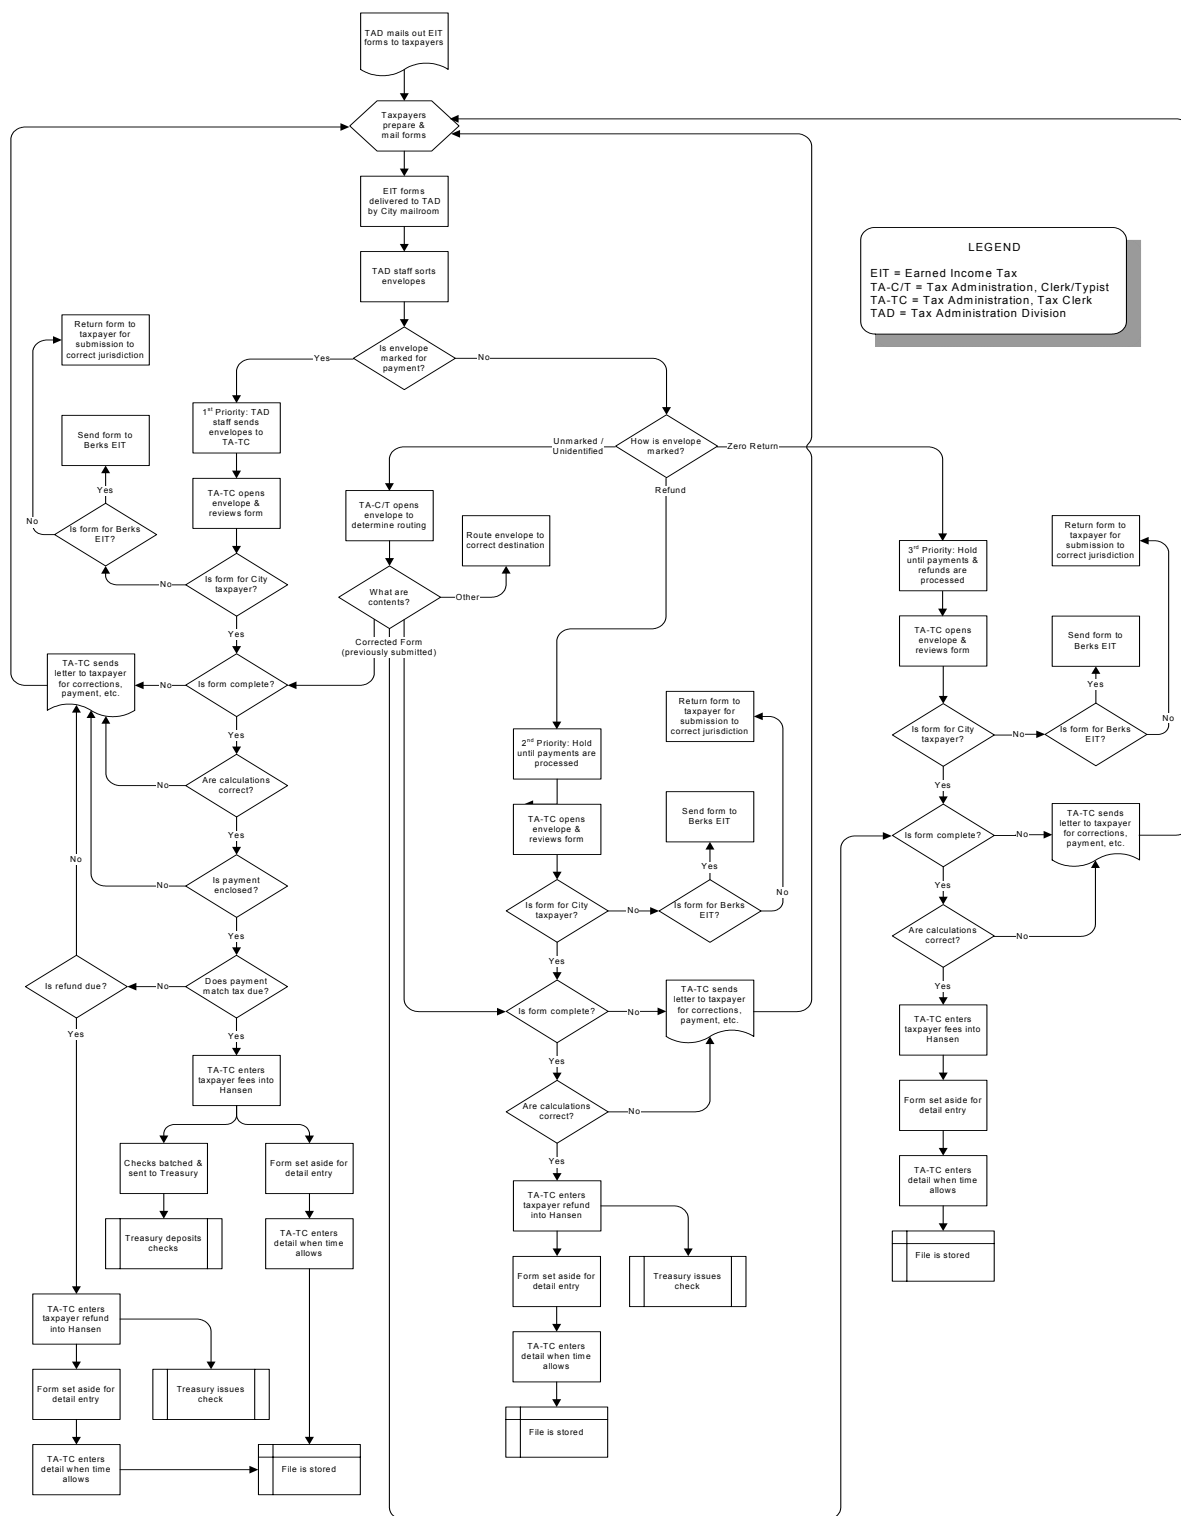 TAD mails out EIT
forms to taxpayers
Taxpayers
prepare &
mail forms
EIT forms
delivered to TAD
by City mailroom
TAD staff sorts
envelopes
Is envelope
marked for
payment?
Yes
No
LEGEND
EIT = Earned Income Tax
TA-C/T = Tax Administration, Clerk/Typist
TA-TC = Tax Administration, Tax Clerk
TAD = Tax Administration Division
Return form to
taxpayer for
submission to
correct jurisdiction
Send form to
Berks EIT
Yes
No
Is form for Berks
EIT?
No
1st Priority: TAD
staff sends
envelopes to
TA-TC
TA-TC opens
envelope &
reviews form
Is form for City
taxpayer?
Yes
TA-TC sends
letter to taxpayer
for corrections,
payment, etc.
No
Is form complete?
Yes
No
Are calculations
correct?
Yes
No
No
Is payment
enclosed?
Yes
Is refund due?
No
Does payment
match tax due?
Yes
Yes
TA-TC enters
taxpayer fees into
Hansen
Checks batched &
sent to Treasury
Form set aside for
detail entry
Treasury deposits
checks
TA-TC enters
detail when time
allows
TA-TC enters
taxpayer refund
into Hansen
Form set aside for
detail entry
Treasury issues
check
TA-TC enters
detail when time
allows
File is stored
How is envelope
marked?
Unmarked /
Unidentified
Zero Return
Refund
TA-C/T opens
envelope to
determine routing
Route envelope to
correct destination
What are
contents?
Other
Corrected Form
(previously submitted)
2nd Priority: Hold
until payments are
processed
TA-TC opens
envelope &
reviews form
Return form to
taxpayer for
submission to
correct jurisdiction
Send form to
Berks EIT
Yes
No
Is form for City
taxpayer?
No
Is form for Berks
EIT?
Yes
Is form complete?
No
TA-TC sends
letter to taxpayer
for corrections,
payment, etc.
Yes
Are calculations
correct?
No
Yes
TA-TC enters
taxpayer refund
into Hansen
Form set aside for
detail entry
Treasury issues
check
TA-TC enters
detail when time
allows
File is stored
3rd Priority: Hold
until payments &
refunds are
processed
Return form to
taxpayer for
submission to
correct jurisdiction
TA-TC opens
envelope &
reviews form
Send form to
Berks EIT
Yes
No
Is form for City
taxpayer?
No
Is form for Berks
EIT?
Yes
Is form complete?
No
TA-TC sends
letter to taxpayer
for corrections,
payment, etc.
Yes
Are calculations
correct?
No
Yes
TA-TC enters
taxpayer fees into
Hansen
Form set aside for
detail entry
TA-TC enters
detail when time
allows
File is stored